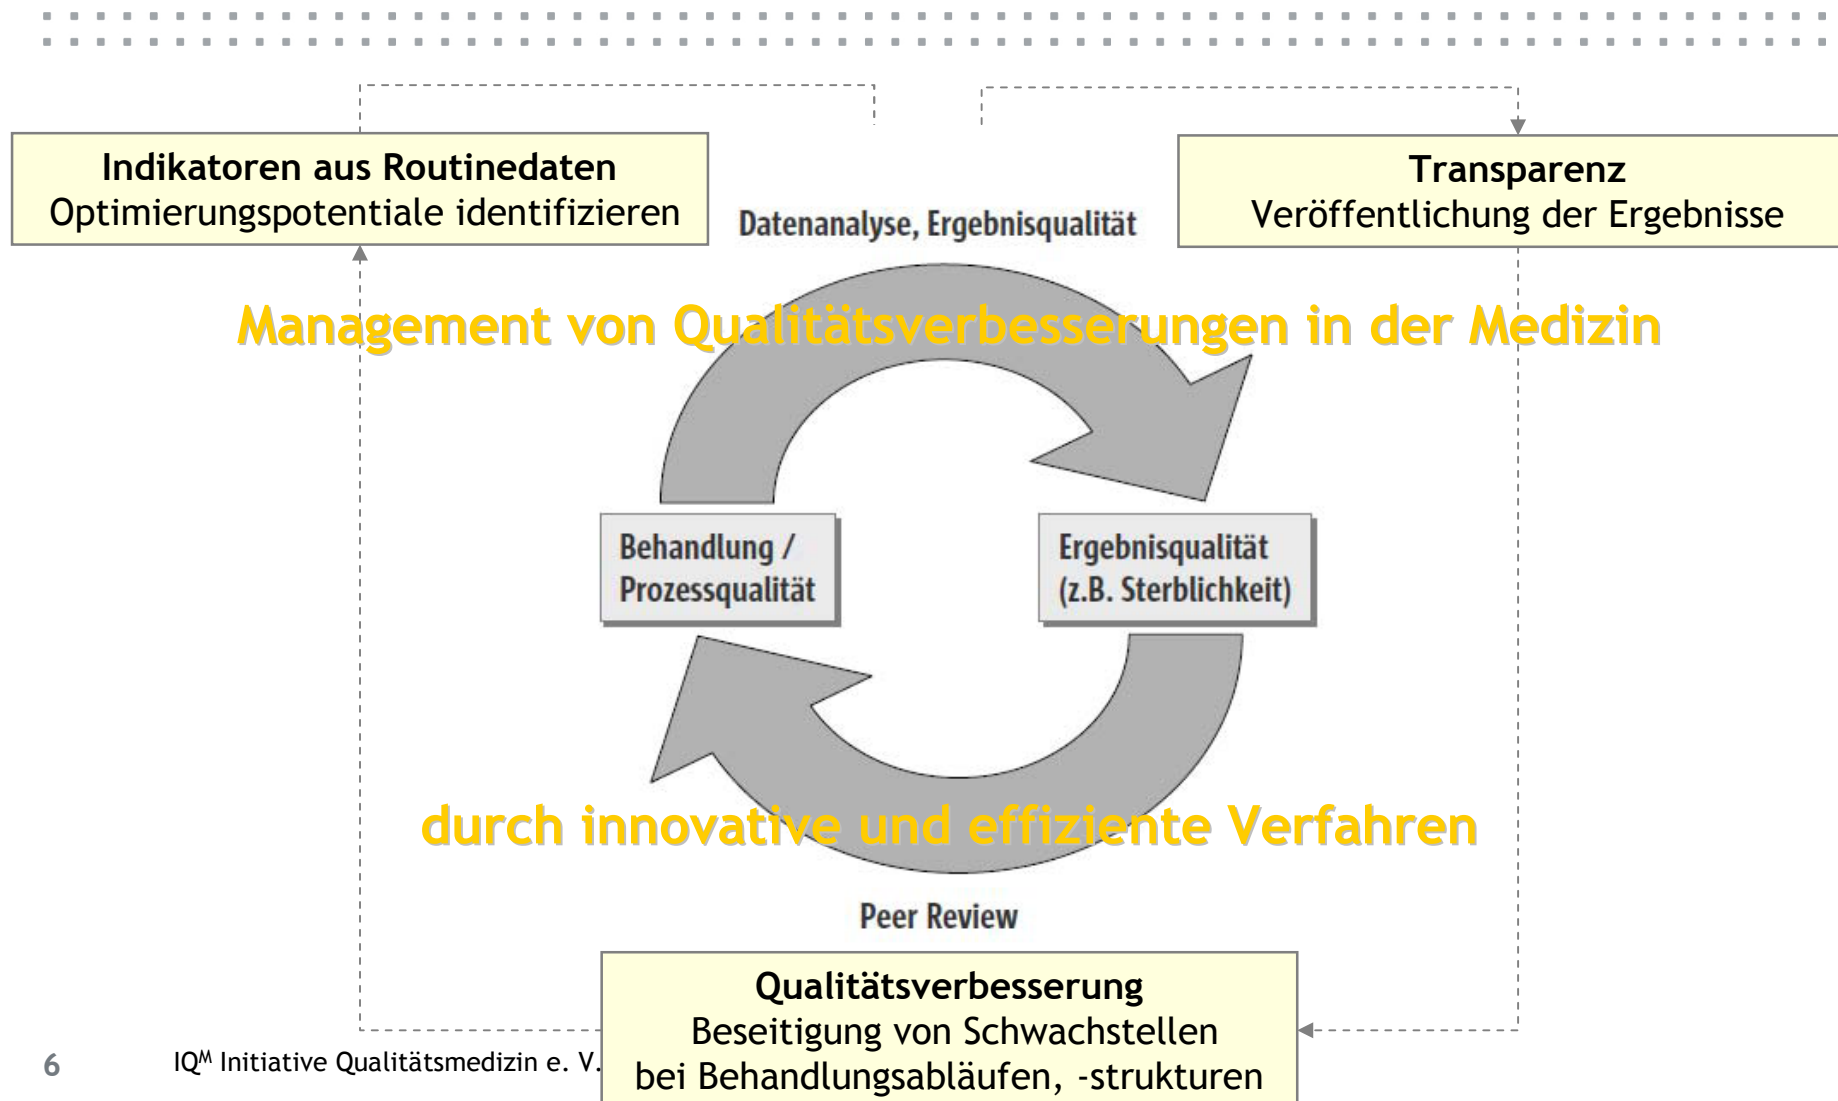 Indikatoren aus Routinedaten
Optimierungspotentiale identifizieren
Transparenz
Veröffentlichung der Ergebnisse
Datenanalyse, Ergebnisqualität
Management von Qualitätsverbesserungen in der Medizin
Behandlung /
Prozessqualität
Ergebnisqualität
(z.B. Sterblichkeit)
durch innovative und effiziente Verfahren
Peer Review
Qualitätsverbesserung
Beseitigung von Schwachstellen
bei Behandlungsabläufen, -strukturen
6
IQᴹ Initiative Qualitätsmedizin e. V.